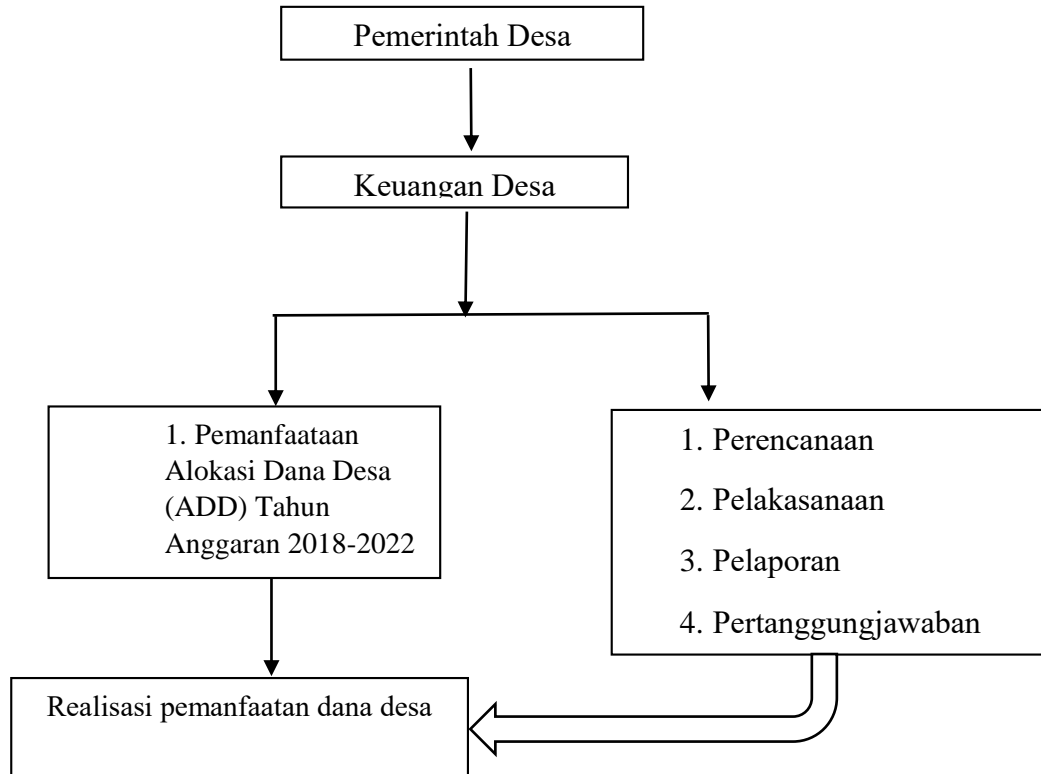 Pemerintah Desa
Keuangan Desa
1. Pemanfaataan
Alokasi Dana Desa
(ADD) Tahun
Anggaran 2018-2022
1. Perencanaan
2. Pelakasanaan
3. Pelaporan
4. Pertanggungjawaban
Realisasi pemanfaatan dana desa